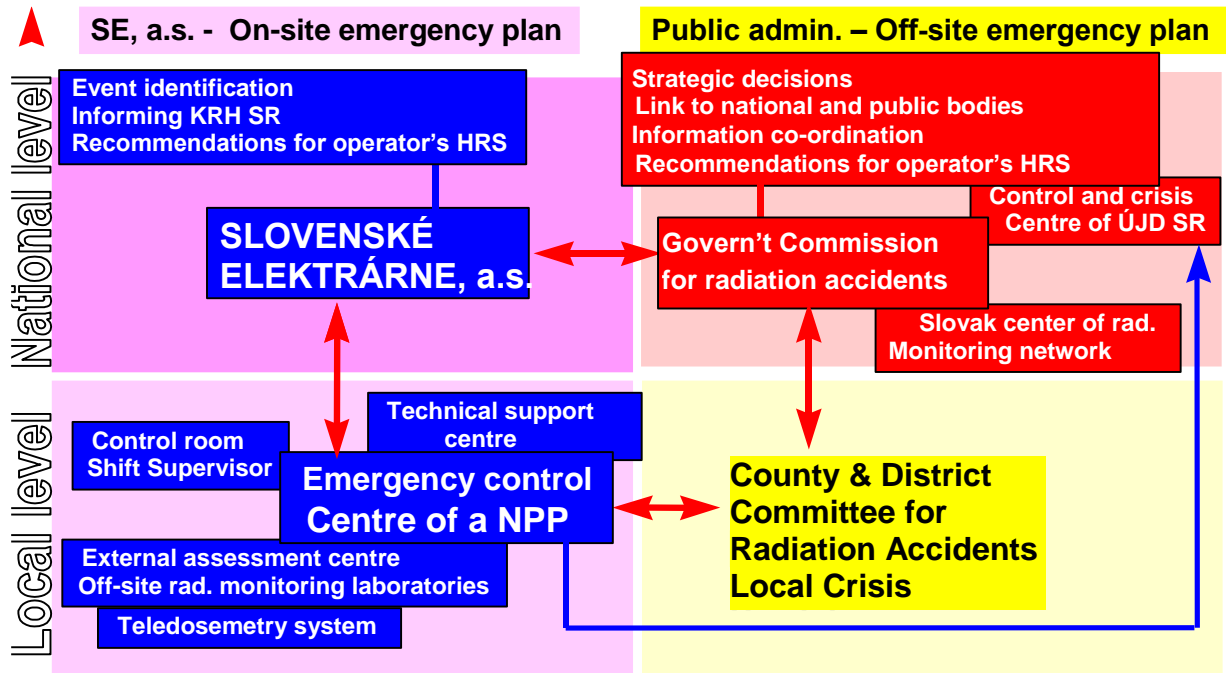 SE, a.s. - On-site emergency plan
Public admin. – Off-site emergency plan
National level
Event identification
Informing KRH SR
Recommendations for operator's HRS
Strategic decisions
Link to national and public bodies
Information co-ordination
Recommendations for operator's HRS
Control and crisis
Centre of ÚJD SR
SLOVENSKÉ
ELEKTRÁRNE, a.s.
Govern't Commission
for radiation accidents
Slovak center of rad.
Monitoring network
Local level
Technical support
centre
Control room
Shift Supervisor
Emergency control
Centre of a NPP
County & District
Committee for
Radiation Accidents
Local Crisis
External assessment centre
Off-site rad. monitoring laboratories
Teledosemetry system